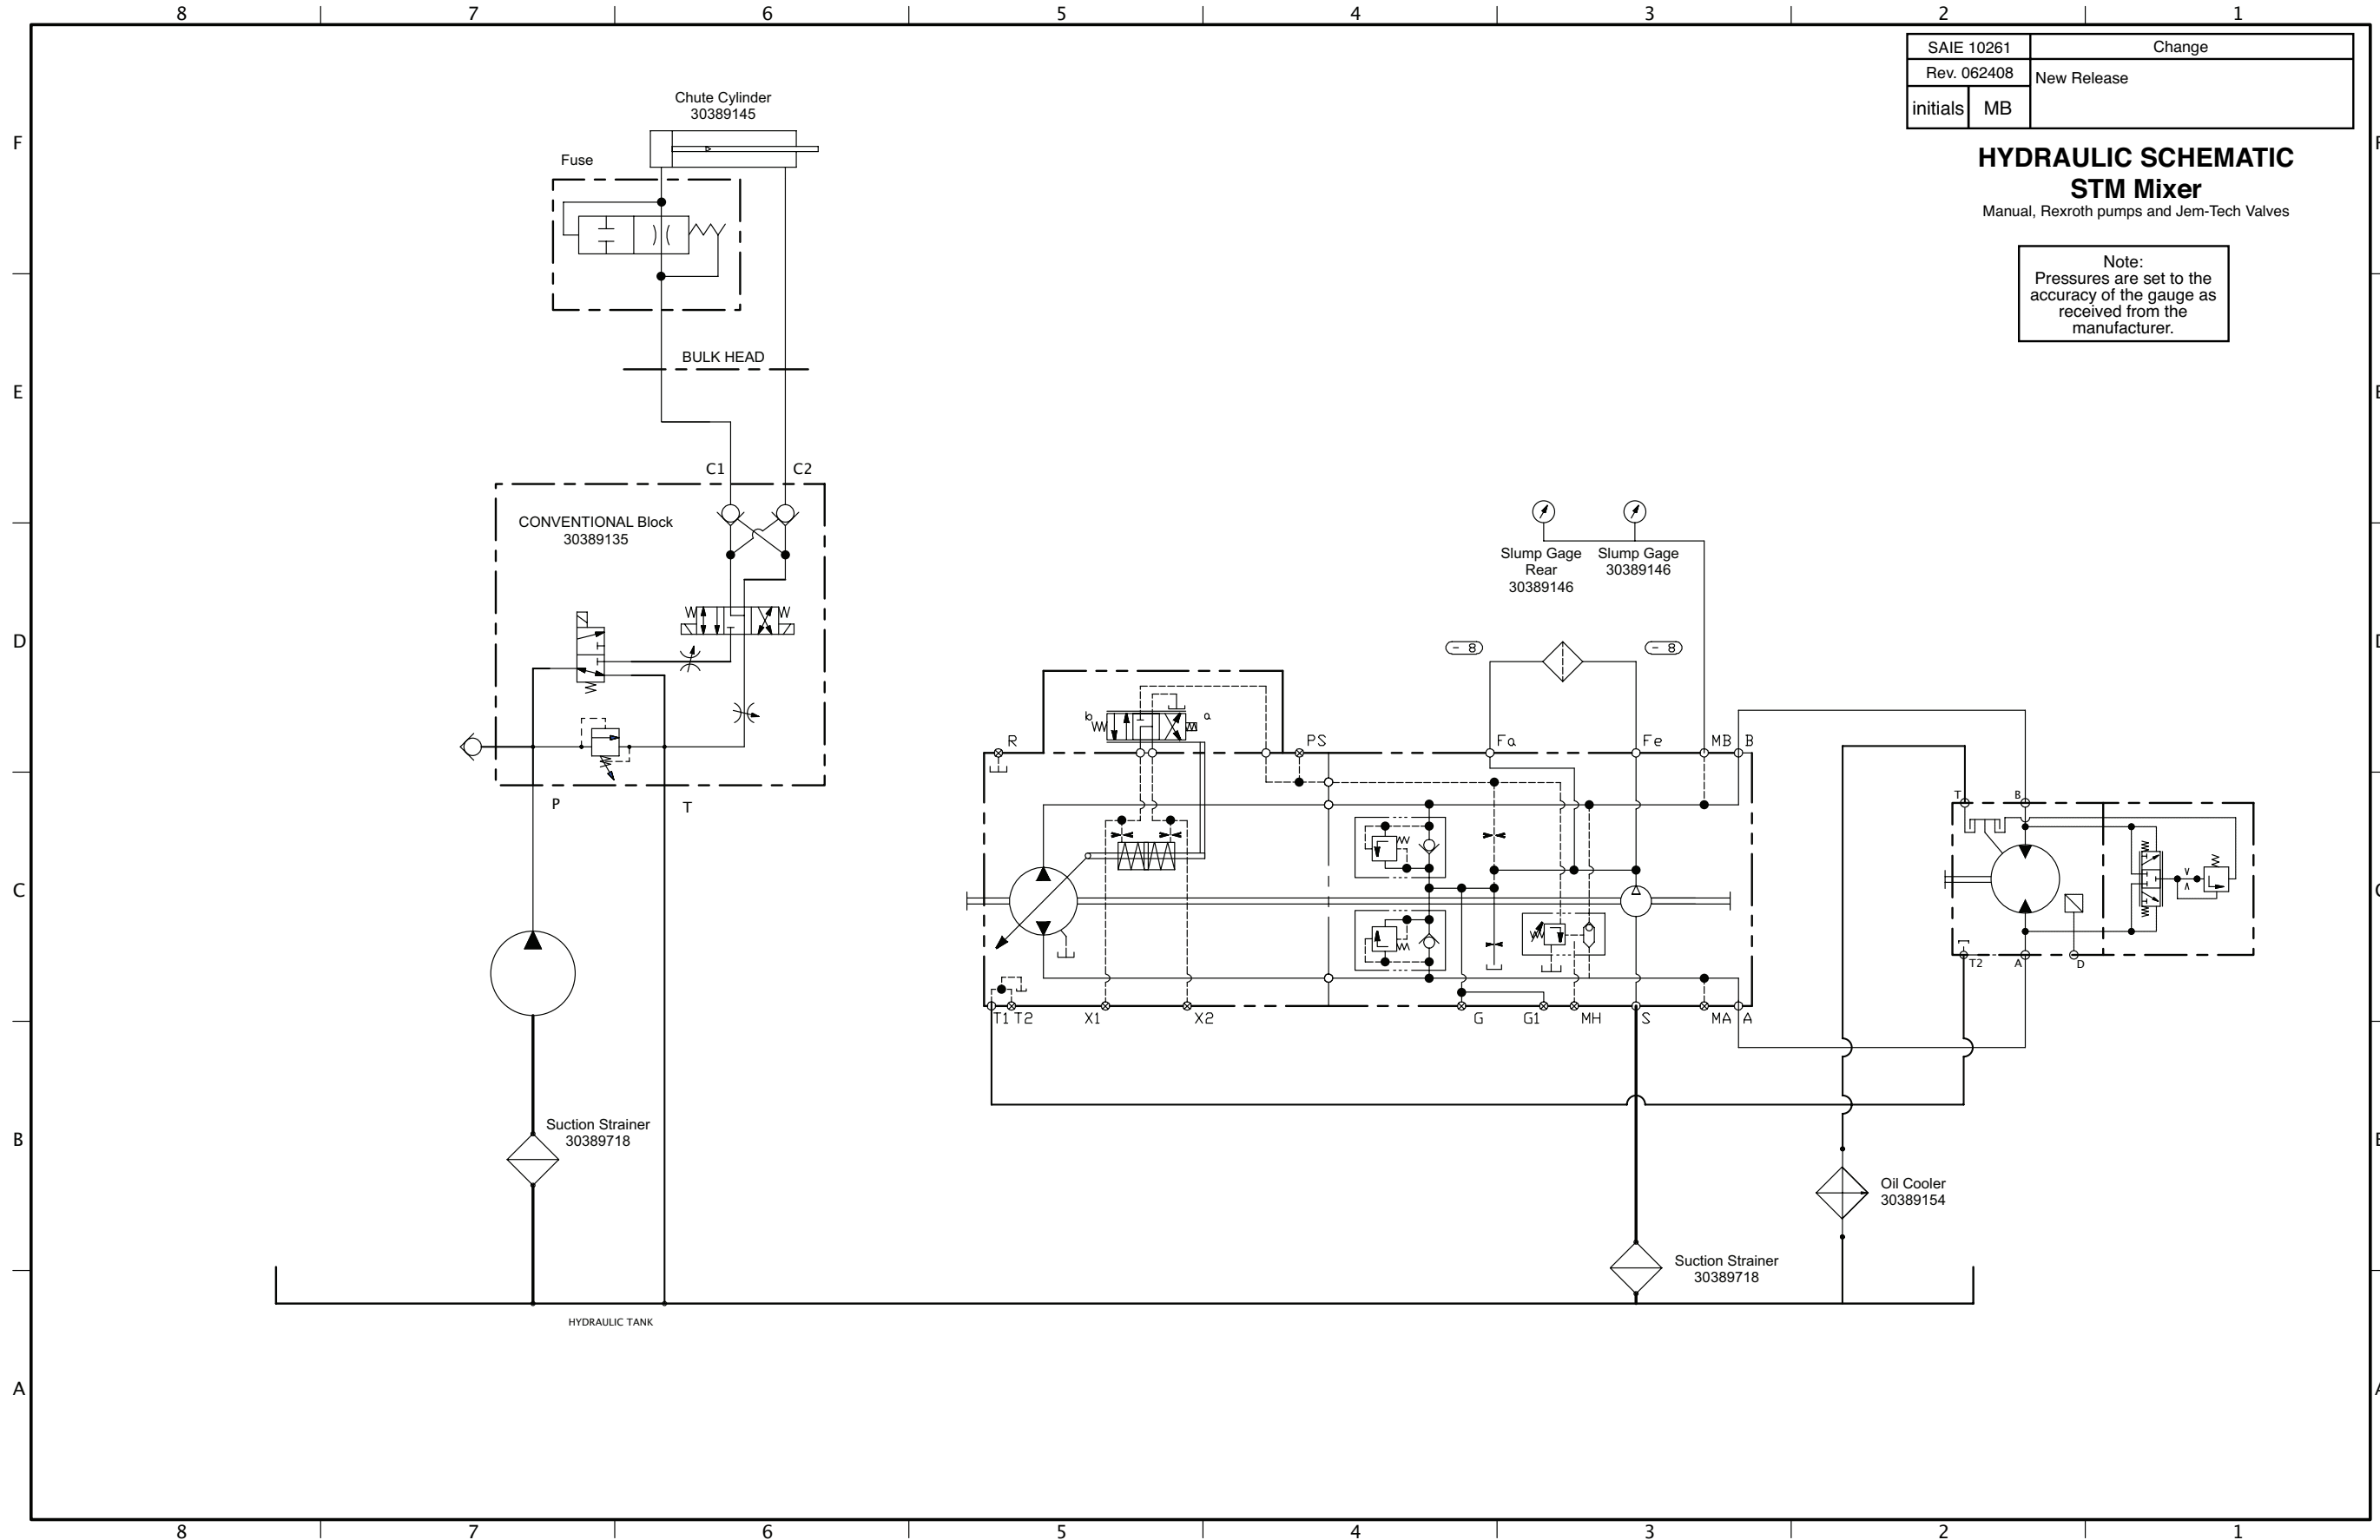 8 7 6 5 4 3 2 1
SAIE 10261 Change
Rev. 062408 New Release
initials MB
HYDRAULIC SCHEMATIC
STM Mixer
Manual, Rexroth pumps and Jem-Tech Valves
Note:
Pressures are set to the
accuracy of the gauge as
received from the
manufacturer.
F F
Chute Cylinder
30389145
Fuse
BULK HEAD
E E
C1 C2
CONVENTIONAL Block
30389135
Slump Gage
Rear
30389146
Slump Gage
30389146
D D
- 8 - 8
b a
R PS Fa Fe MB B
P T
T B
C C
T2 A D
T1 T2 X1 X2 G G1 MH S MA A
Suction Strainer
30389718
B B
Oil Cooler
30389154
Suction Strainer
30389718
HYDRAULIC TANK
A A
8 7 6 5 4 3 2 1